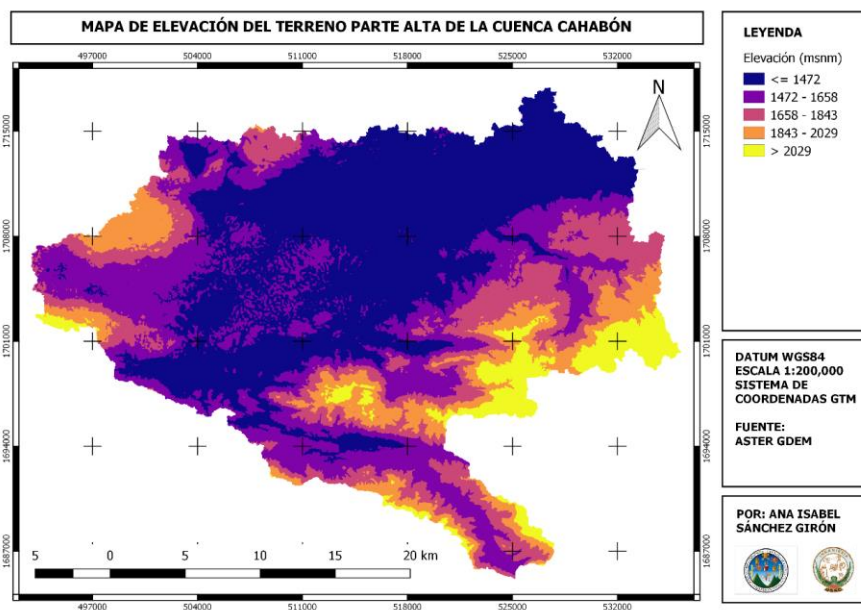 MAPA DE ELEVACIÓN DEL TERRENO PARTE ALTA DE LA CUENCA CAHABÓN
497000 504000 511000 518000 525000 532000
N
1715000
1708000
1701000
1694000
1687000
1715000
1708000
1701000
1694000
1687000
5 0 5 10 15 20 km
497000 504000 511000 518000 525000 532000
LEYENDA
Elevación (msnm)
<= 1472
1472 - 1658
1658 - 1843
1843 - 2029
> 2029
DATUM WGS84
ESCALA 1:200,000
SISTEMA DE
COORDENADAS GTM
FUENTE:
ASTER GDEM
POR: ANA ISABEL
SÁNCHEZ GIRÓN